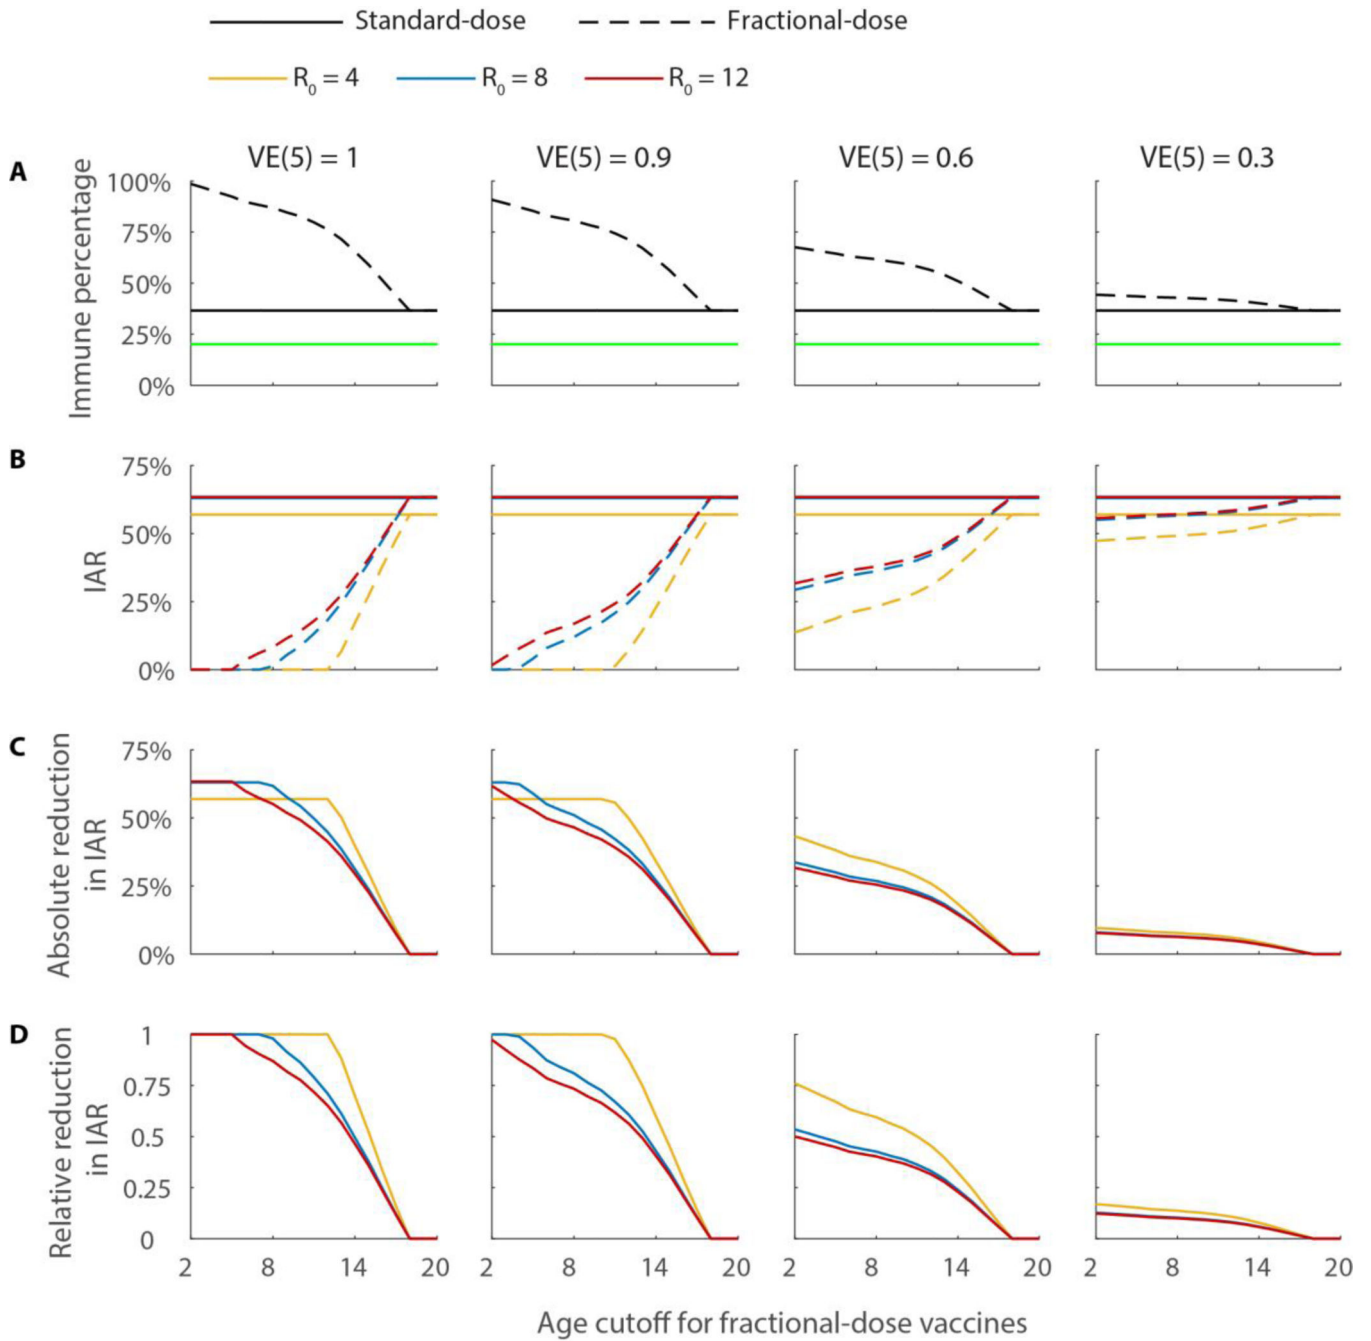 Standard-dose Fractional-dose
R₀ = 4 R₀ = 8 R₀ = 12
A
VE(5) = 1 VE(5) = 0.9 VE(5) = 0.6 VE(5) = 0.3
Immune percentage
100%
75%
50%
25%
0%
B
IAR
75%
50%
25%
0%
C
Absolute reduction
in IAR
75%
50%
25%
0%
D
Relative reduction
in IAR
1
0.75
0.5
0.25
0
2 8 14 20 2 8 14 20 2 8 14 20 2 8 14 20
Age cutoff for fractional-dose vaccines